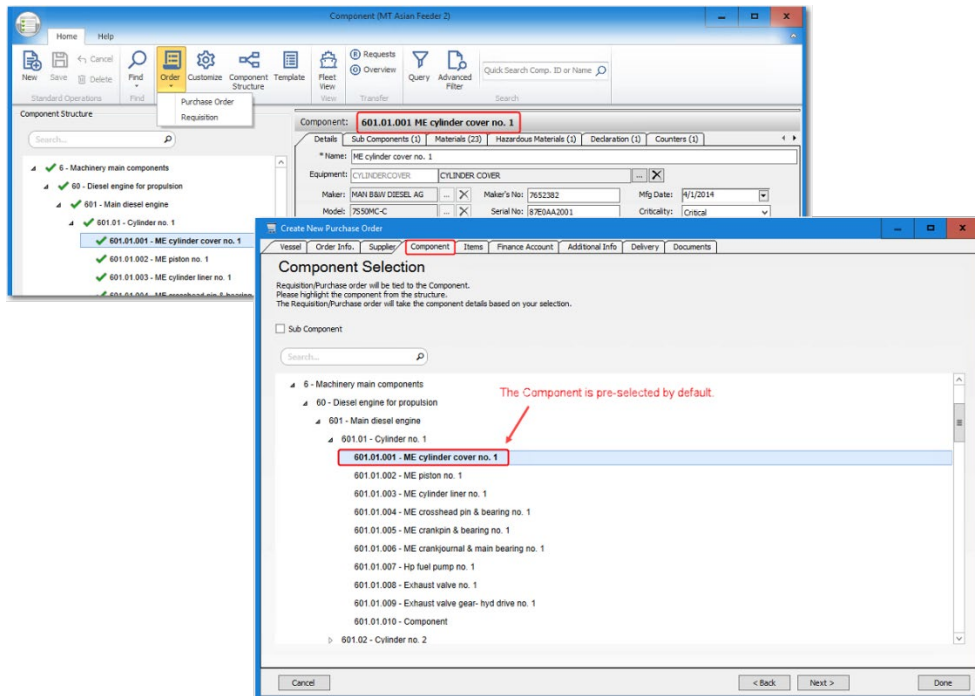 Component (MT Asian Feeder 2)
Home Help
New Save Cancel Delete Find Order Customize Component Structure Template Fleet View Requests Overview Query Advanced Filter Quick Search Comp. ID or Name
Standard Operations Find View Transfer Search
Purchase Order
Requisition
Component Structure
Search...
6 - Machinery main components
60 - Diesel engine for propulsion
601 - Main diesel engine
601.01 - Cylinder no. 1
601.01.001 - ME cylinder cover no. 1
601.01.002 - ME piston no. 1
601.01.003 - ME cylinder liner no. 1
601.01.004 - ME crosshead pin & bearing
Component: 601.01.001 ME cylinder cover no. 1
Details Sub Components (1) Materials (23) Hazardous Materials (1) Declaration (1) Counters (1)
* Name: ME cylinder cover no. 1
Equipment: CYLINDERCOVER CYLINDER COVER ...
Maker: MAN B&W DIESEL AG ... Maker's No: 7652382 Mfg Date: 4/1/2014
Model: 7S50MC-C ... Serial No: 87E0AA2001 Criticality: Critical
Create New Purchase Order
Vessel Order Info. Supplier Component Items Finance Account Additional Info Delivery Documents
Component Selection
Requisition/Purchase order will be tied to the Component.
Please highlight the component from the structure.
The Requisition/Purchase order will take the component details based on your selection.
Sub Component
Search...
6 - Machinery main components
60 - Diesel engine for propulsion
The Component is pre-selected by default.
601 - Main diesel engine
601.01 - Cylinder no. 1
601.01.001 - ME cylinder cover no. 1
601.01.002 - ME piston no. 1
601.01.003 - ME cylinder liner no. 1
601.01.004 - ME crosshead pin & bearing no. 1
601.01.005 - ME crankpin & bearing no. 1
601.01.006 - ME crankjournal & main bearing no. 1
601.01.007 - Hp fuel pump no. 1
601.01.008 - Exhaust valve no. 1
601.01.009 - Exhaust valve gear- hyd drive no. 1
601.01.010 - Component
601.02 - Cylinder no. 2
Cancel < Back Next > Done